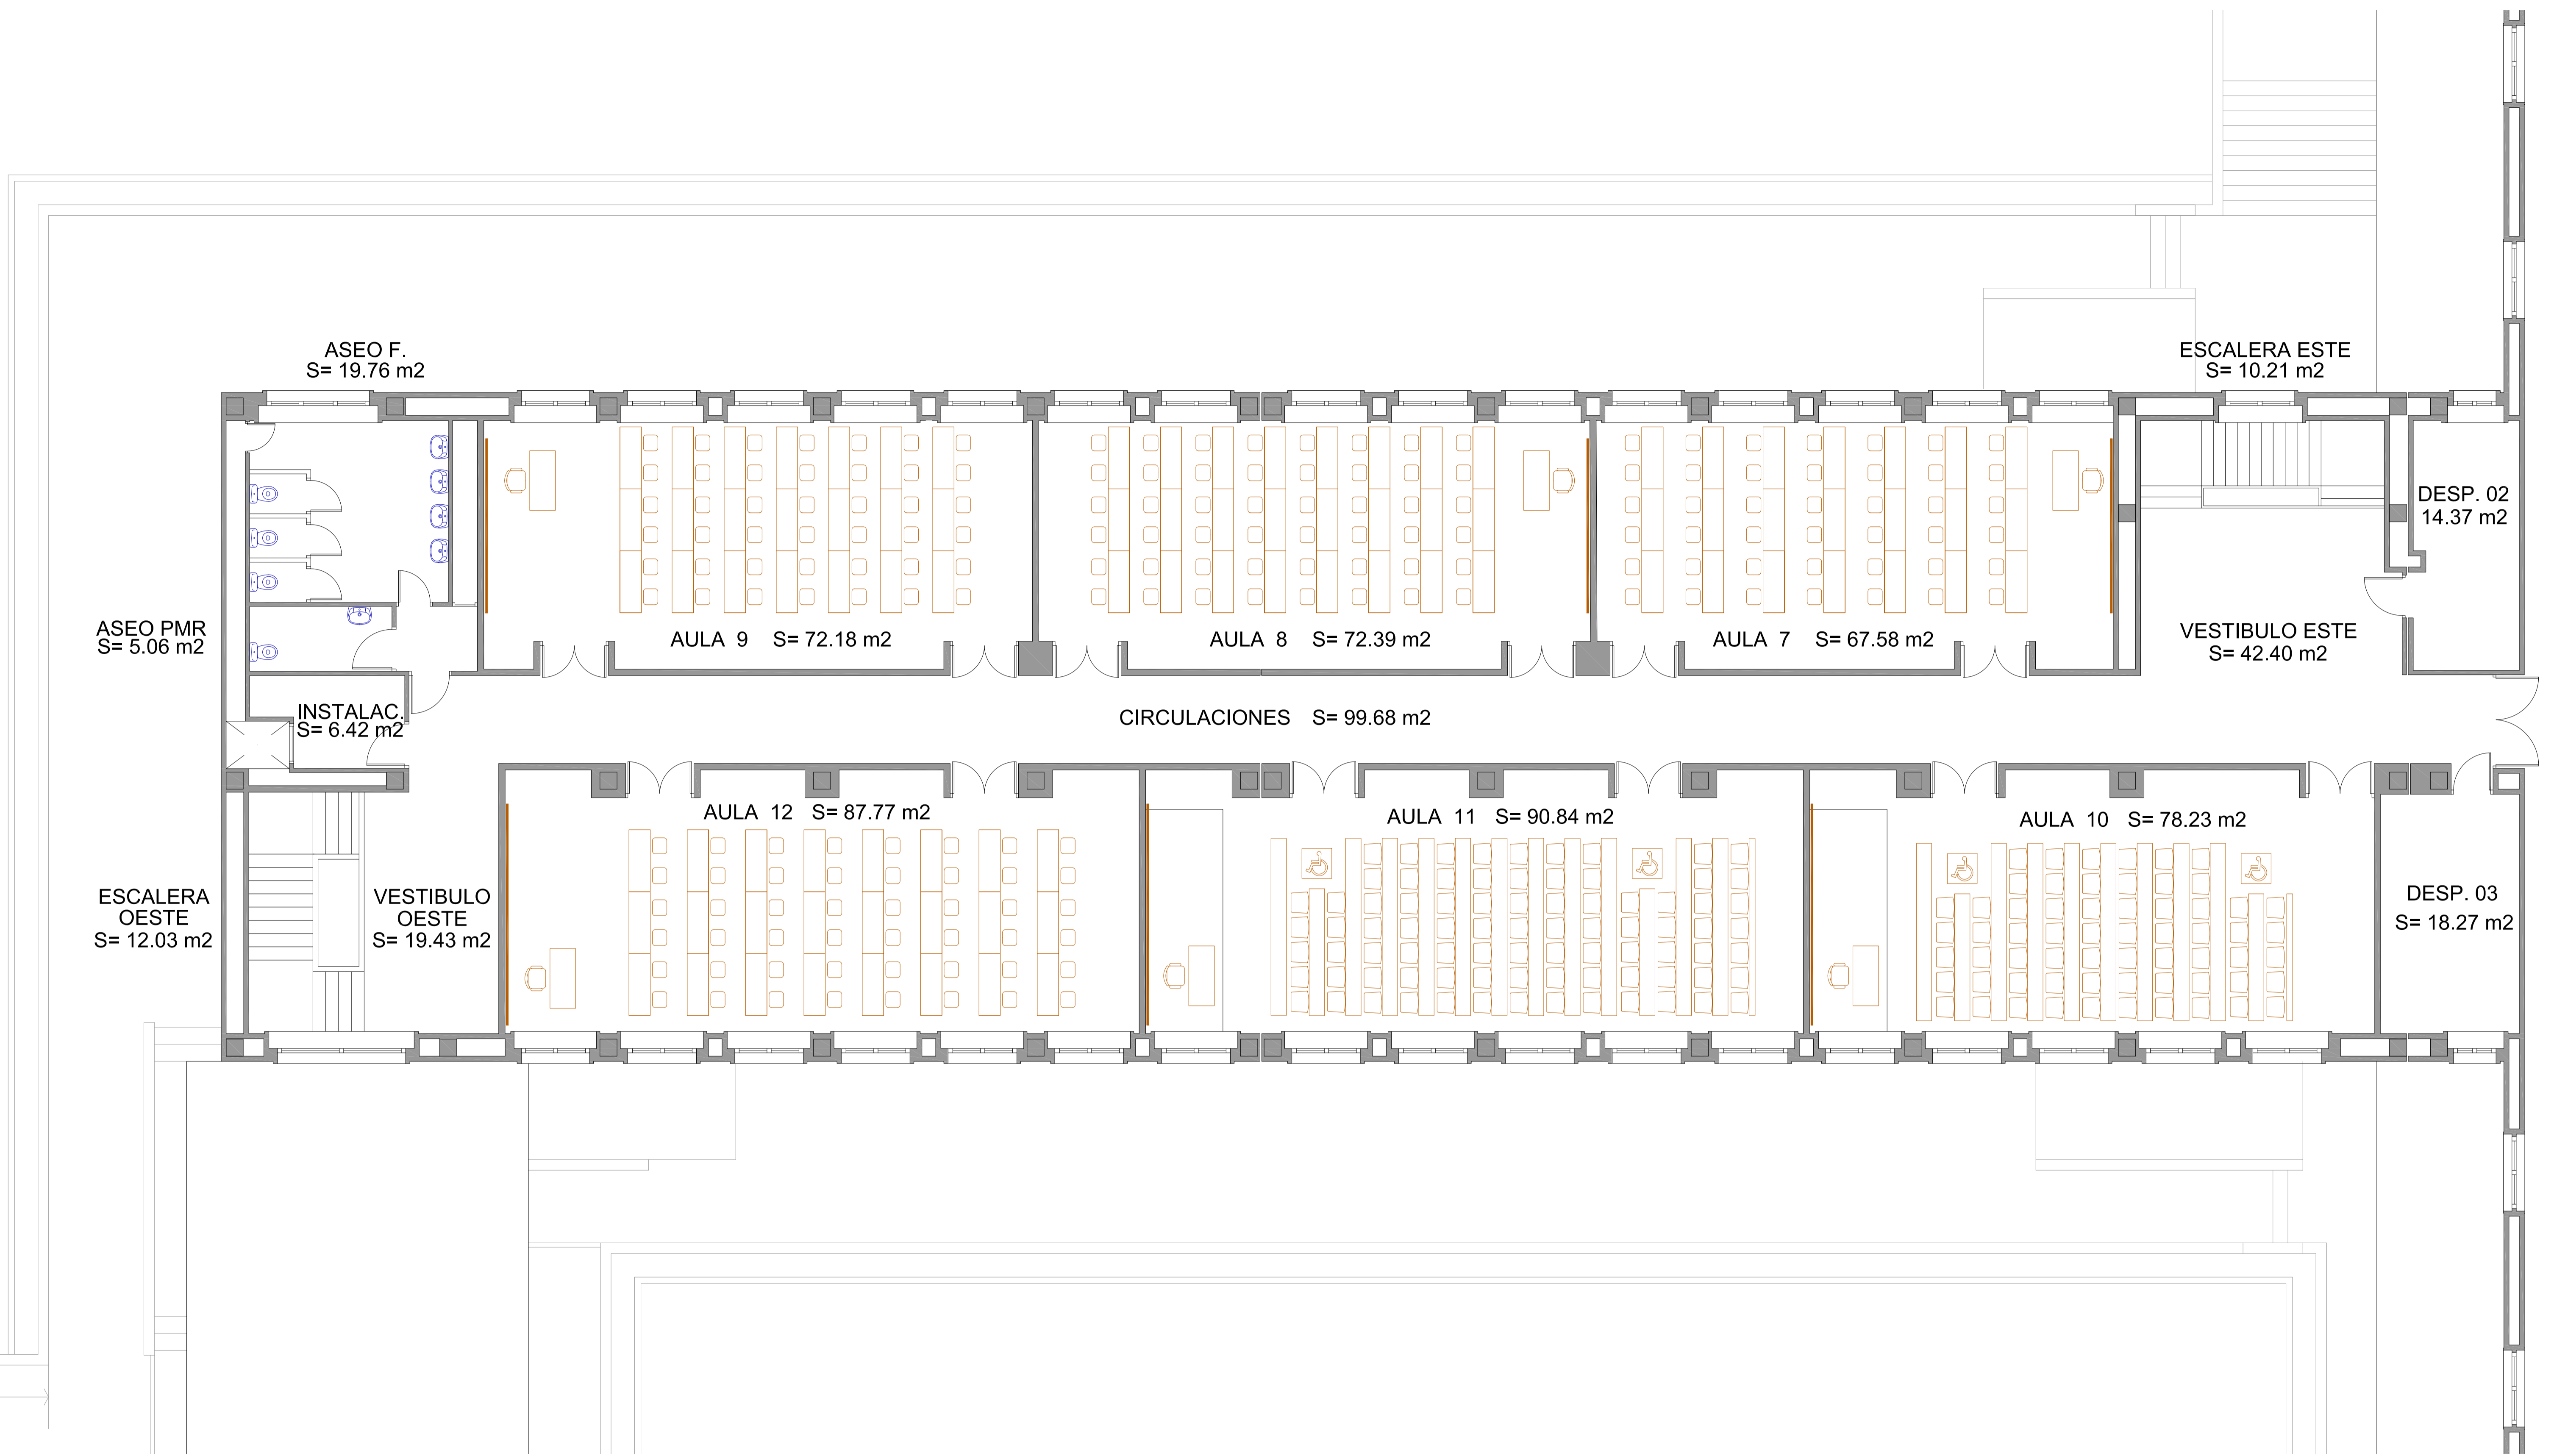 ASEO F.
S= 19.76 m2
ESCALERA ESTE
S= 10.21 m2
DESP. 02
14.37 m2
ASEO PMR
S= 5.06 m2
AULA 9 S= 72.18 m2
AULA 8 S= 72.39 m2
AULA 7 S= 67.58 m2
VESTIBULO ESTE
S= 42.40 m2
INSTALAC.
S= 6.42 m2
CIRCULACIONES S= 99.68 m2
AULA 12 S= 87.77 m2
AULA 11 S= 90.84 m2
AULA 10 S= 78.23 m2
ESCALERA
OESTE
S= 12.03 m2
VESTIBULO
OESTE
S= 19.43 m2
DESP. 03
S= 18.27 m2